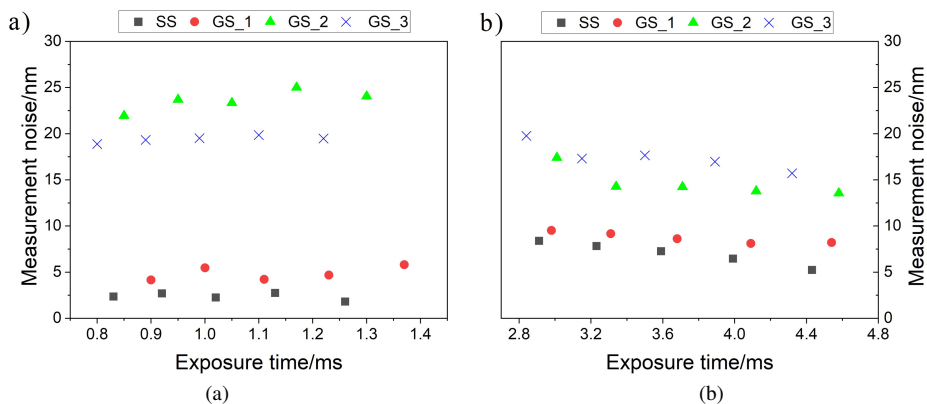 a)
SS GS_1 GS_2 GS_3
30
25
20
15
10
5
0
Measurement noise/nm
0.8 0.9 1.0 1.1 1.2 1.3 1.4
Exposure time/ms
(a)
b)
SS GS_1 GS_2 GS_3
30
25
20
15
10
5
0
Measurement noise/nm
2.8 3.2 3.6 4.0 4.4 4.8
Exposure time/ms
(b)